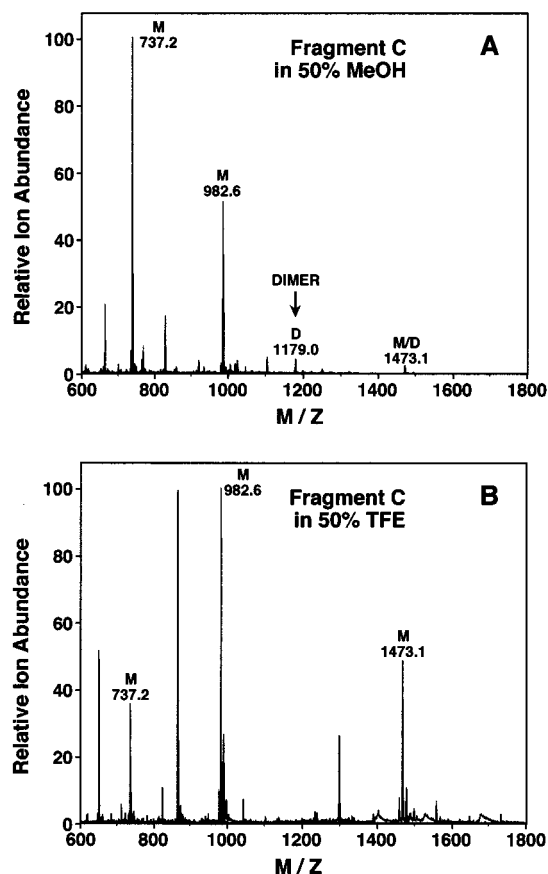 A
Fragment C
in 50% MeOH
M
737.2
M
982.6
DIMER
D
1179.0
M/D
1473.1
Relative Ion Abundance
100
80
60
40
20
0
600 800 1000 1200 1400 1600 1800
M / Z
B
Fragment C
in 50% TFE
M
982.6
M
737.2
M
1473.1
Relative Ion Abundance
100
80
60
40
20
0
600 800 1000 1200 1400 1600 1800
M / Z